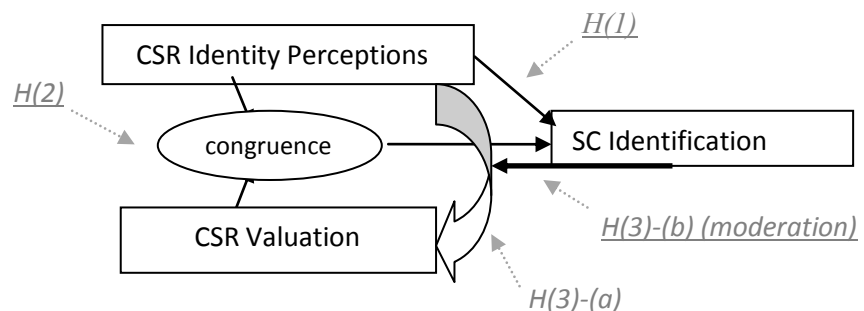 H(1)
CSR Identity Perceptions
H(2)
congruence
SC Identification
CSR Valuation
H(3)-(b) (moderation)
H(3)-(a)